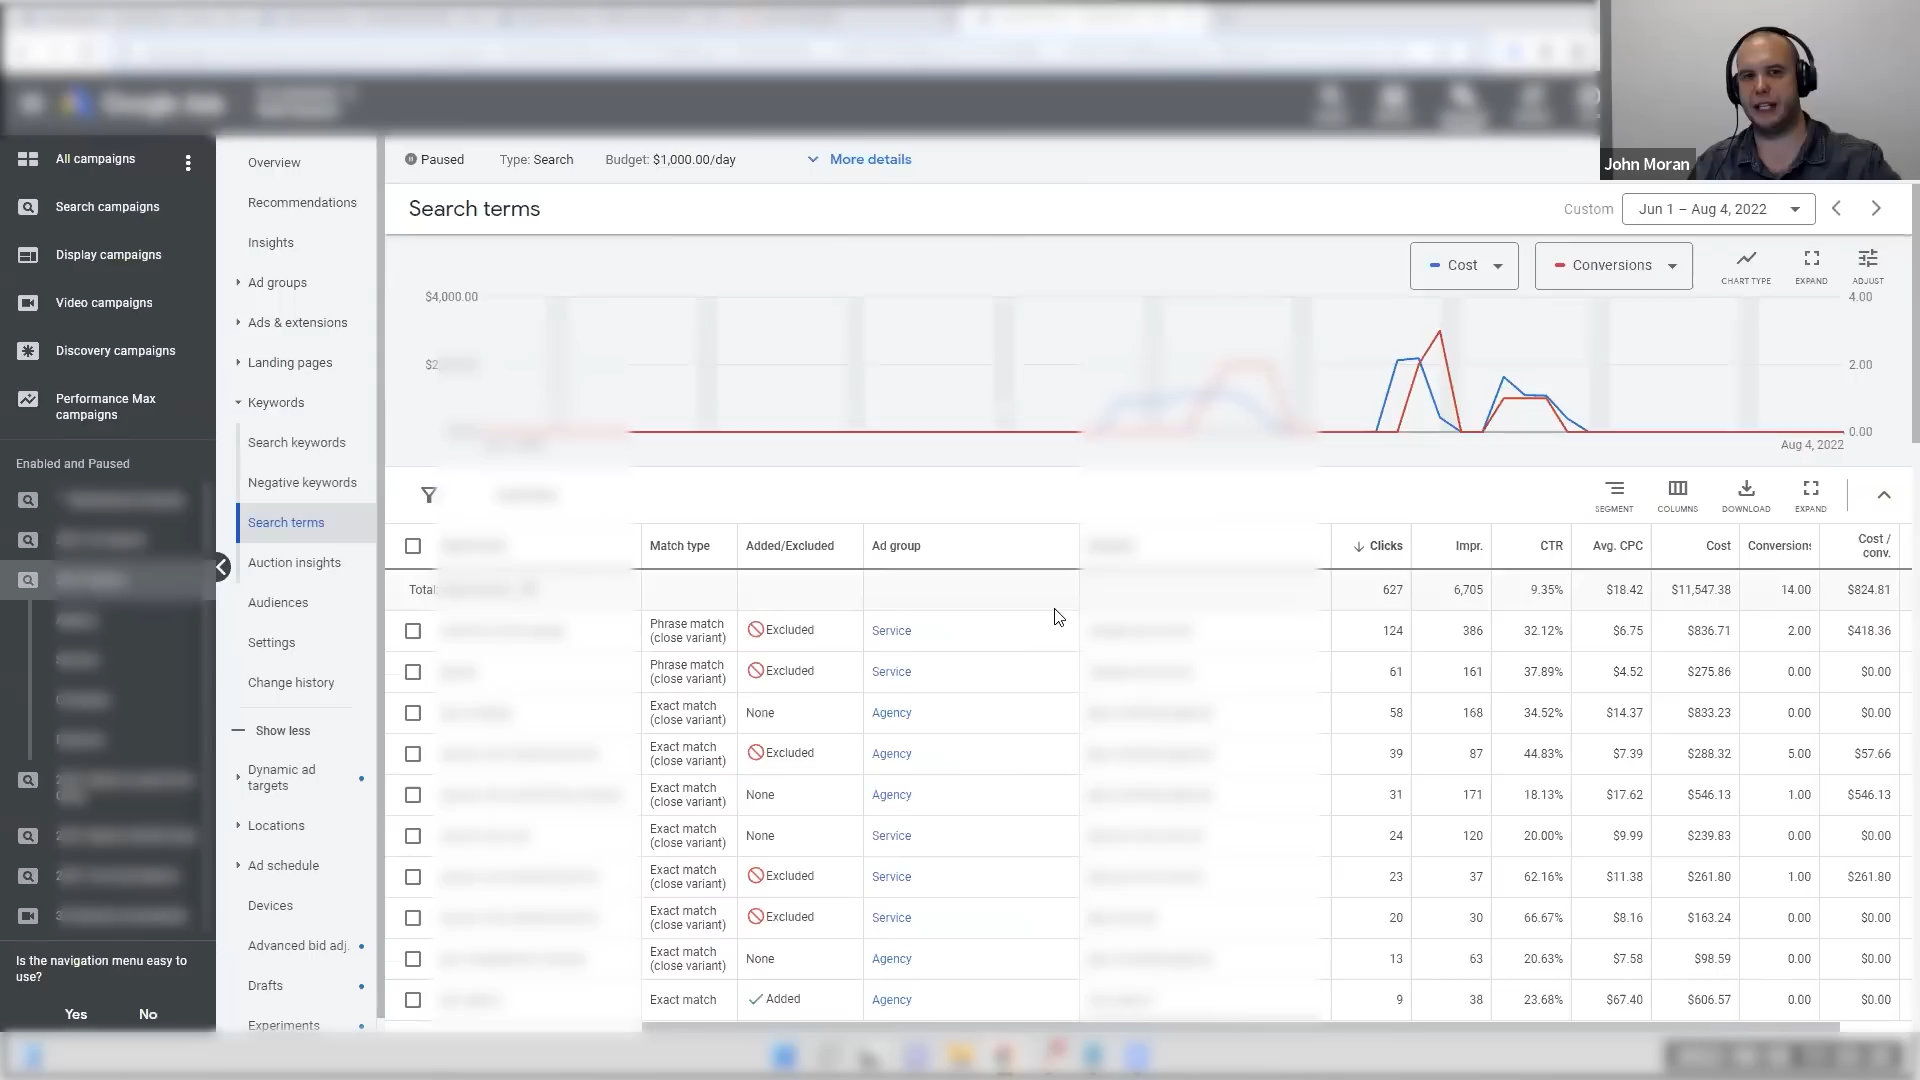 John Moran
All campaigns
Search campaigns
Display campaigns
Video campaigns
Discovery campaigns
Performance Max
campaigns
Enabled and Paused
Is the navigation menu easy to
use?
Yes No
Overview
Recommendations
Insights
Ad groups
Ads & extensions
Landing pages
Keywords
Search keywords
Negative keywords
Search terms
Auction insights
Audiences
Settings
Change history
Show less
Dynamic ad
targets
Locations
Ad schedule
Devices
Advanced bid adj.
Drafts
Experiments
Paused Type: Search Budget: $1,000.00/day More details
Search terms
Custom Jun 1 – Aug 4, 2022
Cost Conversions CHART TYPE EXPAND ADJUST
$4,000.00 4.00
2.00
0.00
Aug 4, 2022
SEGMENT COLUMNS DOWNLOAD EXPAND
Match type Added/Excluded Ad group Clicks Impr. CTR Avg. CPC Cost Conversions Cost /
conv.
Total: 627 6,705 9.35% $18.42 $11,547.38 14.00 $824.81
Phrase match
(close variant) Excluded Service 124 386 32.12% $6.75 $836.71 2.00 $418.36
Phrase match
(close variant) Excluded Service 61 161 37.89% $4.52 $275.86 0.00 $0.00
Exact match
(close variant) None Agency 58 168 34.52% $14.37 $833.23 0.00 $0.00
Exact match
(close variant) Excluded Agency 39 87 44.83% $7.39 $288.32 5.00 $57.66
Exact match
(close variant) None Agency 31 171 18.13% $17.62 $546.13 1.00 $546.13
Exact match
(close variant) None Service 24 120 20.00% $9.99 $239.83 0.00 $0.00
Exact match
(close variant) Excluded Service 23 37 62.16% $11.38 $261.80 1.00 $261.80
Exact match
(close variant) Excluded Service 20 30 66.67% $8.16 $163.24 0.00 $0.00
Exact match
(close variant) None Agency 13 63 20.63% $7.58 $98.59 0.00 $0.00
Exact match Added Agency 9 38 23.68% $67.40 $606.57 0.00 $0.00